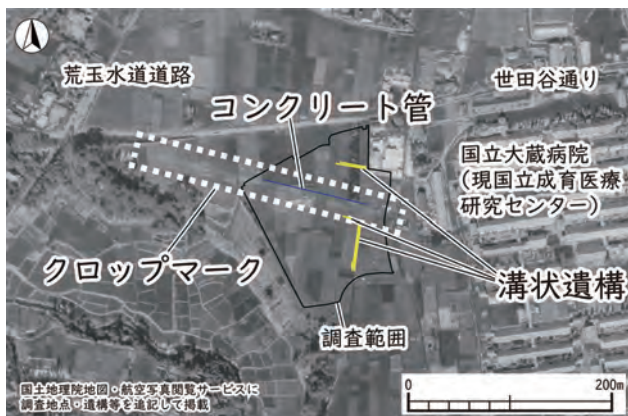 荒玉水道道路
世田谷通り
コンクリート管
国立大蔵病院
(現国立成育医療
研究センター)
クロップマーク
溝状遺構
調査範囲
国土地理院地図・航空写真閲覧サービスに
調査地点・遺構等を追記して掲載
0
200m